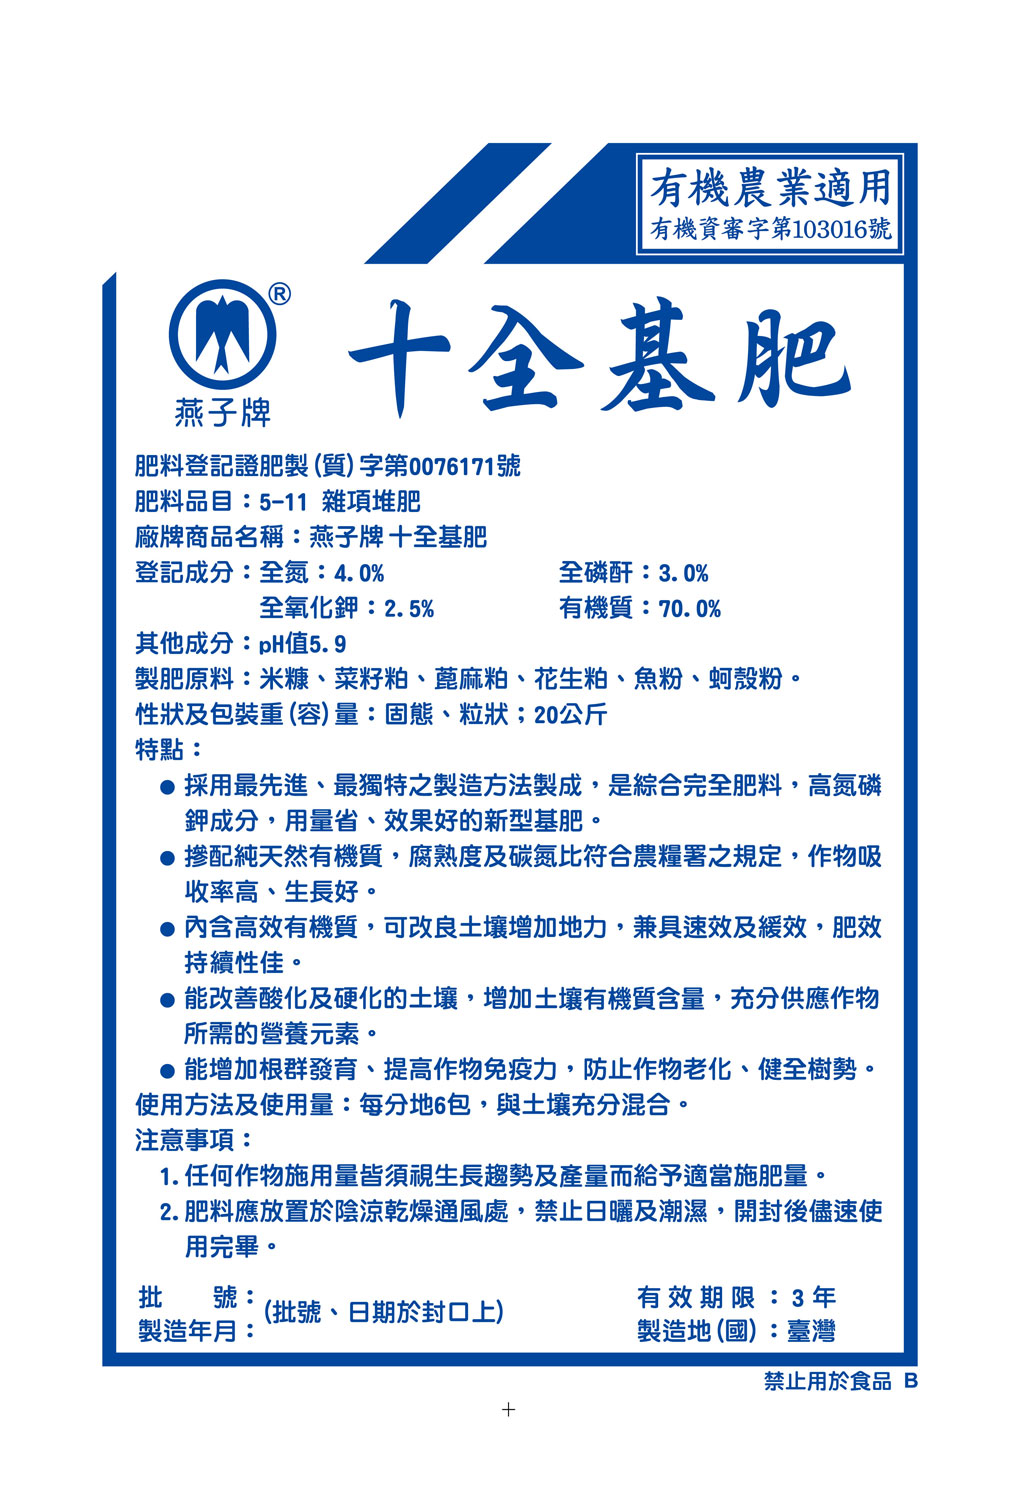 有機農業適用
有機資審字第103016號
®
燕子牌
十全基肥
肥料登記證肥製(質)字第0076171號
肥料品目：5-11 雜項堆肥
廠牌商品名稱：燕子牌 十全基肥
登記成分：全氮：4.0% 全磷酐：3.0%
全氧化鉀：2.5% 有機質：70.0%
其他成分：pH值5.9
製肥原料：米糠、菜籽粕、蓖麻粕、花生粕、魚粉、蚵殼粉。
性狀及包裝重(容)量：固態、粒狀；20公斤
特點：
● 採用最先進、最獨特之製造方法製成，是綜合完全肥料，高氮磷
鉀成分，用量省、效果好的新型基肥。
● 摻配純天然有機質，腐熟度及碳氮比符合農糧署之規定，作物吸
收率高、生長好。
● 內含高效有機質，可改良土壤增加地力，兼具速效及緩效，肥效
持續性佳。
● 能改善酸化及硬化的土壤，增加土壤有機質含量，充分供應作物
所需的營養元素。
● 能增加根群發育、提高作物免疫力，防止作物老化、健全樹勢。
使用方法及使用量：每分地6包，與土壤充分混合。
注意事項：
1. 任何作物施用量皆須視生長趨勢及產量而給予適當施肥量。
2. 肥料應放置於陰涼乾燥通風處，禁止日曬及潮濕，開封後儘速使
用完畢。
批　號：
製造年月：
(批號、日期於封口上)
有效期限：3年
製造地(國)：臺灣
禁止用於食品 B